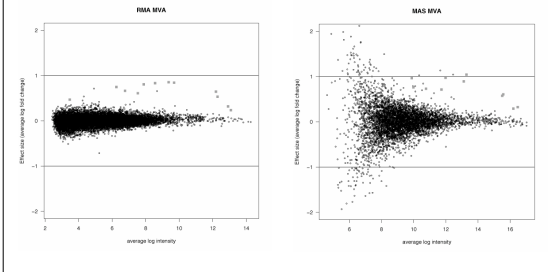 RMA MVA
Effect size (average log fold change)
2
1
0
−1
−2
2 4 6 8 10 12 14
average log intensity
MAS MVA
Effect size (average log fold change)
2
1
0
−1
−2
6 8 10 12 14 16
average log intensity